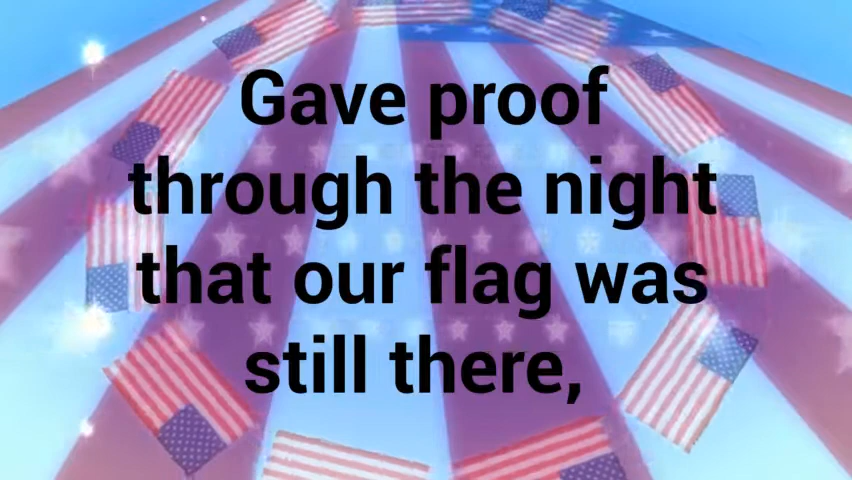 Gave proof
through the night
that our flag was
still there,